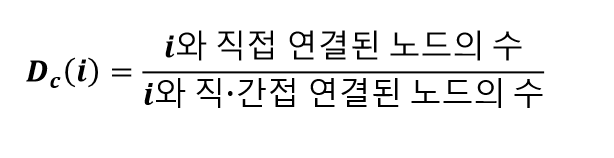 D_c(i) = i와 직접 연결된 노드의 수
i와 직·간접 연결된 노드의 수